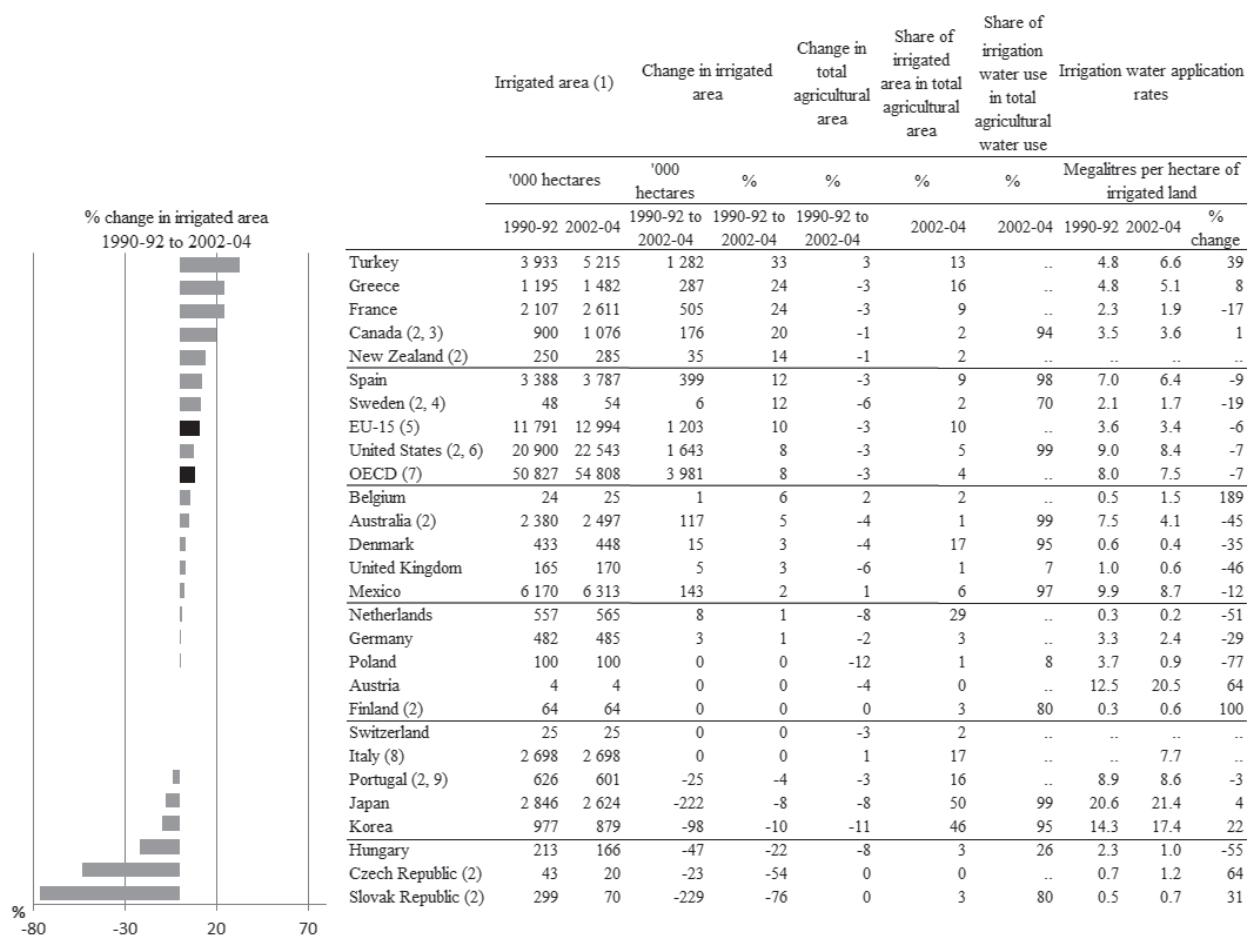 Irrigated area (1) Change in irrigated area Change in total agricultural area Share of irrigated area in total agricultural area Share of irrigation water use in total agricultural water use Irrigation water application rates
'000 hectares '000 hectares % % % % Megalitres per hectare of irrigated land
% change in irrigated area
1990-92 to 2002-04
1990-92 2002-04 1990-92 to 2002-04 1990-92 to 2002-04 1990-92 to 2002-04 2002-04 2002-04 1990-92 2002-04 % change
Turkey 3 933 5 215 1 282 33 3 13 .. 4.8 6.6 39
Greece 1 195 1 482 287 24 -3 16 .. 4.8 5.1 8
France 2 107 2 611 505 24 -3 9 .. 2.3 1.9 -17
Canada (2, 3) 900 1 076 176 20 -1 2 94 3.5 3.6 1
New Zealand (2) 250 285 35 14 -1 2 .. .. .. ..
Spain 3 388 3 787 399 12 -3 9 98 7.0 6.4 -9
Sweden (2, 4) 48 54 6 12 -6 2 70 2.1 1.7 -19
EU-15 (5) 11 791 12 994 1 203 10 -3 10 .. 3.6 3.4 -6
United States (2, 6) 20 900 22 543 1 643 8 -3 5 99 9.0 8.4 -7
OECD (7) 50 827 54 808 3 981 8 -3 4 .. 8.0 7.5 -7
Belgium 24 25 1 6 2 2 .. 0.5 1.5 189
Australia (2) 2 380 2 497 117 5 -4 1 99 7.5 4.1 -45
Denmark 433 448 15 3 -4 17 95 0.6 0.4 -35
United Kingdom 165 170 5 3 -6 1 7 1.0 0.6 -46
Mexico 6 170 6 313 143 2 1 6 97 9.9 8.7 -12
Netherlands 557 565 8 1 -8 29 .. 0.3 0.2 -51
Germany 482 485 3 1 -2 3 .. 3.3 2.4 -29
Poland 100 100 0 0 -12 1 8 3.7 0.9 -77
Austria 4 4 0 0 -4 0 .. 12.5 20.5 64
Finland (2) 64 64 0 0 0 3 80 0.3 0.6 100
Switzerland 25 25 0 0 -3 2 .. .. .. ..
Italy (8) 2 698 2 698 0 0 1 17 .. .. 7.7 ..
Portugal (2, 9) 626 601 -25 -4 -3 16 .. 8.9 8.6 -3
Japan 2 846 2 624 -222 -8 -8 50 99 20.6 21.4 4
Korea 977 879 -98 -10 -11 46 95 14.3 17.4 22
Hungary 213 166 -47 -22 -8 3 26 2.3 1.0 -55
Czech Republic (2) 43 20 -23 -54 0 0 .. 0.7 1.2 64
Slovak Republic (2) 299 70 -229 -76 0 3 80 0.5 0.7 31
%
-80 -30 20 70